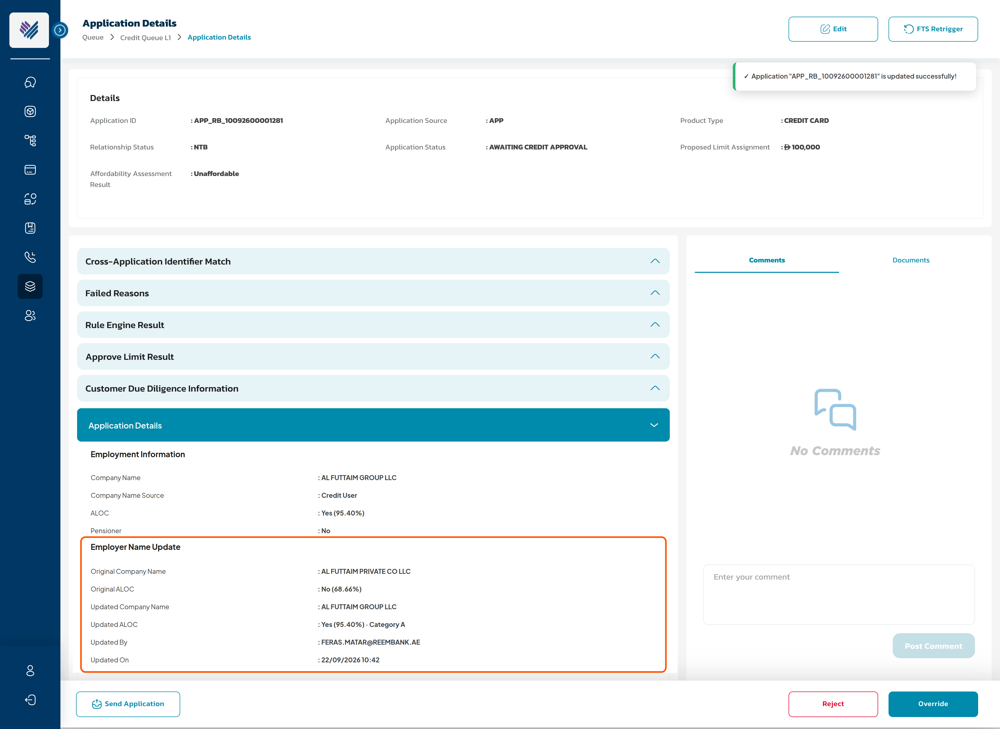 Application Details
Queue > Credit Queue L1 > Application Details
Edit
FTS Retrigger
✓ Application "APP_RB_10092600001281" is updated successfully!
Details
Application ID : APP_RB_10092600001281
Application Source : APP
Product Type : CREDIT CARD
Relationship Status : NTB
Application Status : AWAITING CREDIT APPROVAL
Proposed Limit Assignment : 100,000
Affordability Assessment Result : Unaffordable
Cross-Application Identifier Match
Failed Reasons
Rule Engine Result
Approve Limit Result
Customer Due Diligence Information
Application Details
Employment Information
Company Name : AL FUTTAIM GROUP LLC
Company Name Source : Credit User
ALOC : Yes (95.40%)
Pensioner : No
Employer Name Update
Original Company Name : AL FUTTAIM PRIVATE CO LLC
Original ALOC : No (68.66%)
Updated Company Name : AL FUTTAIM GROUP LLC
Updated ALOC : Yes (95.40%) · Category A
Updated By : FERAS.MATAR@REEMBANK.AE
Updated On : 22/09/2026 10:42
Comments
Documents
No Comments
Enter your comment
Post Comment
Send Application
Reject
Override